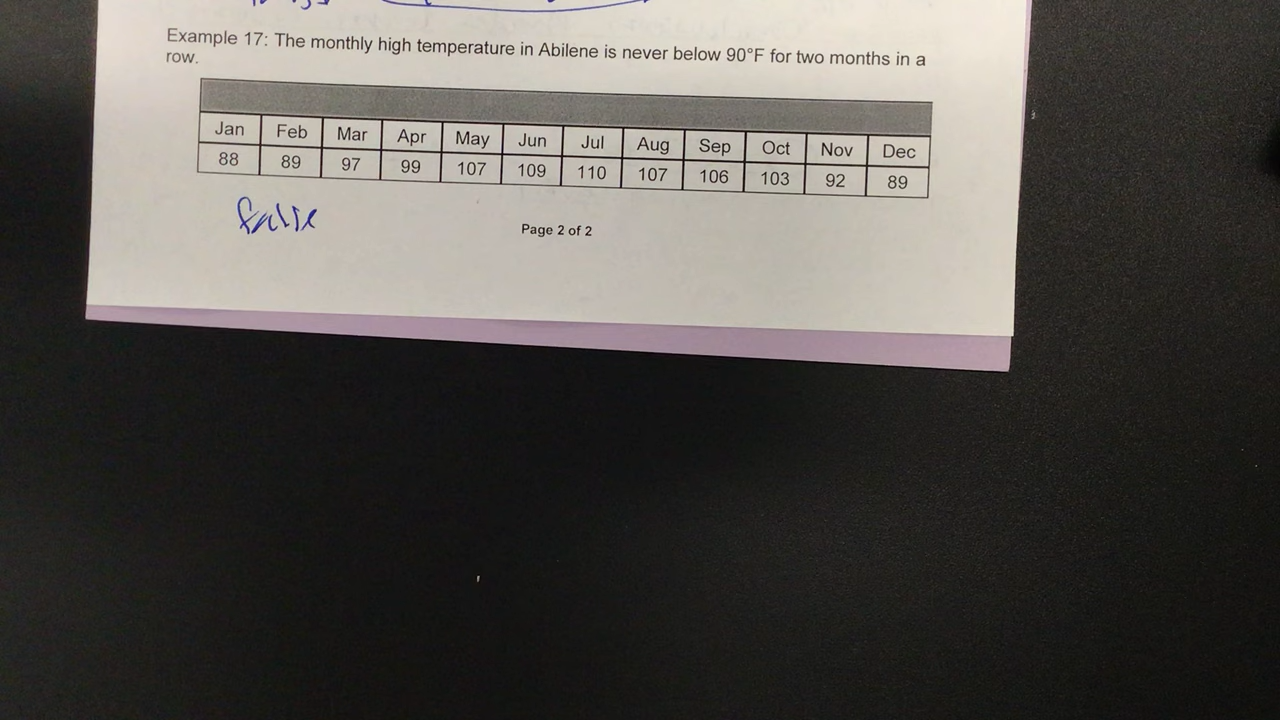 Example 17: The monthly high temperature in Abilene is never below 90°F for two months in a
row.
Jan Feb Mar Apr May Jun Jul Aug Sep Oct Nov Dec
88 89 97 99 107 109 110 107 106 103 92 89
false
Page 2 of 2